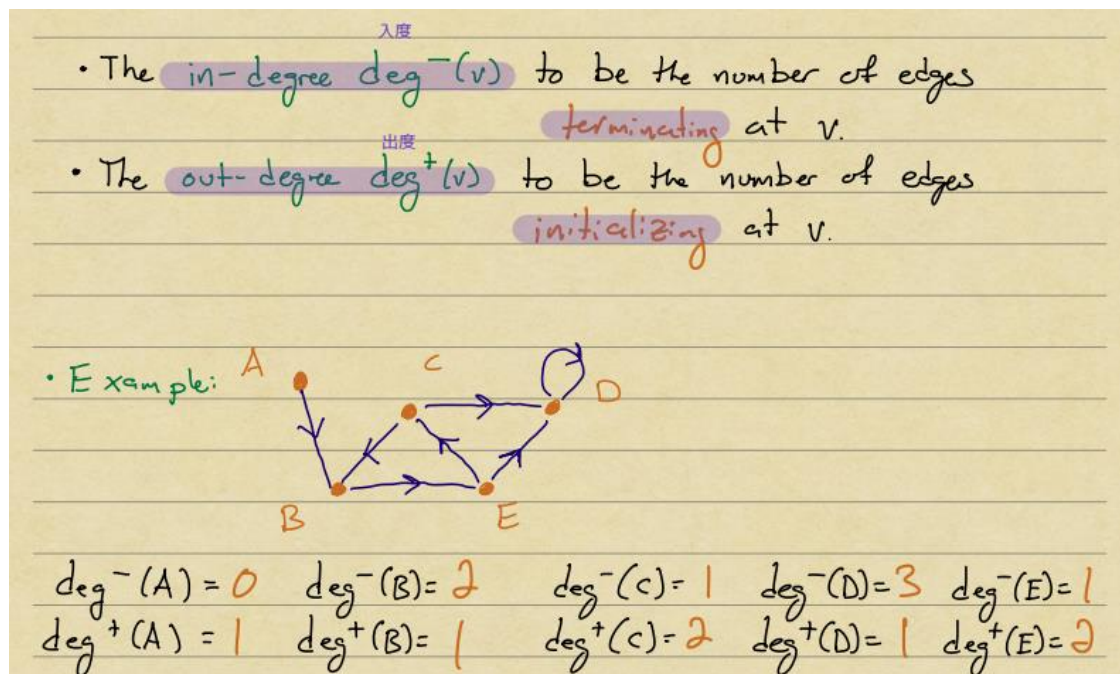 入度
• The in-degree deg⁻(v) to be the number of edges
terminating at v.
出度
• The out-degree deg⁺(v) to be the number of edges
initializing at v.
A C D
• Example:
B E
deg⁻(A) = 0 deg⁻(B) = 2 deg⁻(C) = 1 deg⁻(D) = 3 deg⁻(E) = 1
deg⁺(A) = 1 deg⁺(B) = 1 deg⁺(C) = 2 deg⁺(D) = 1 deg⁺(E) = 2